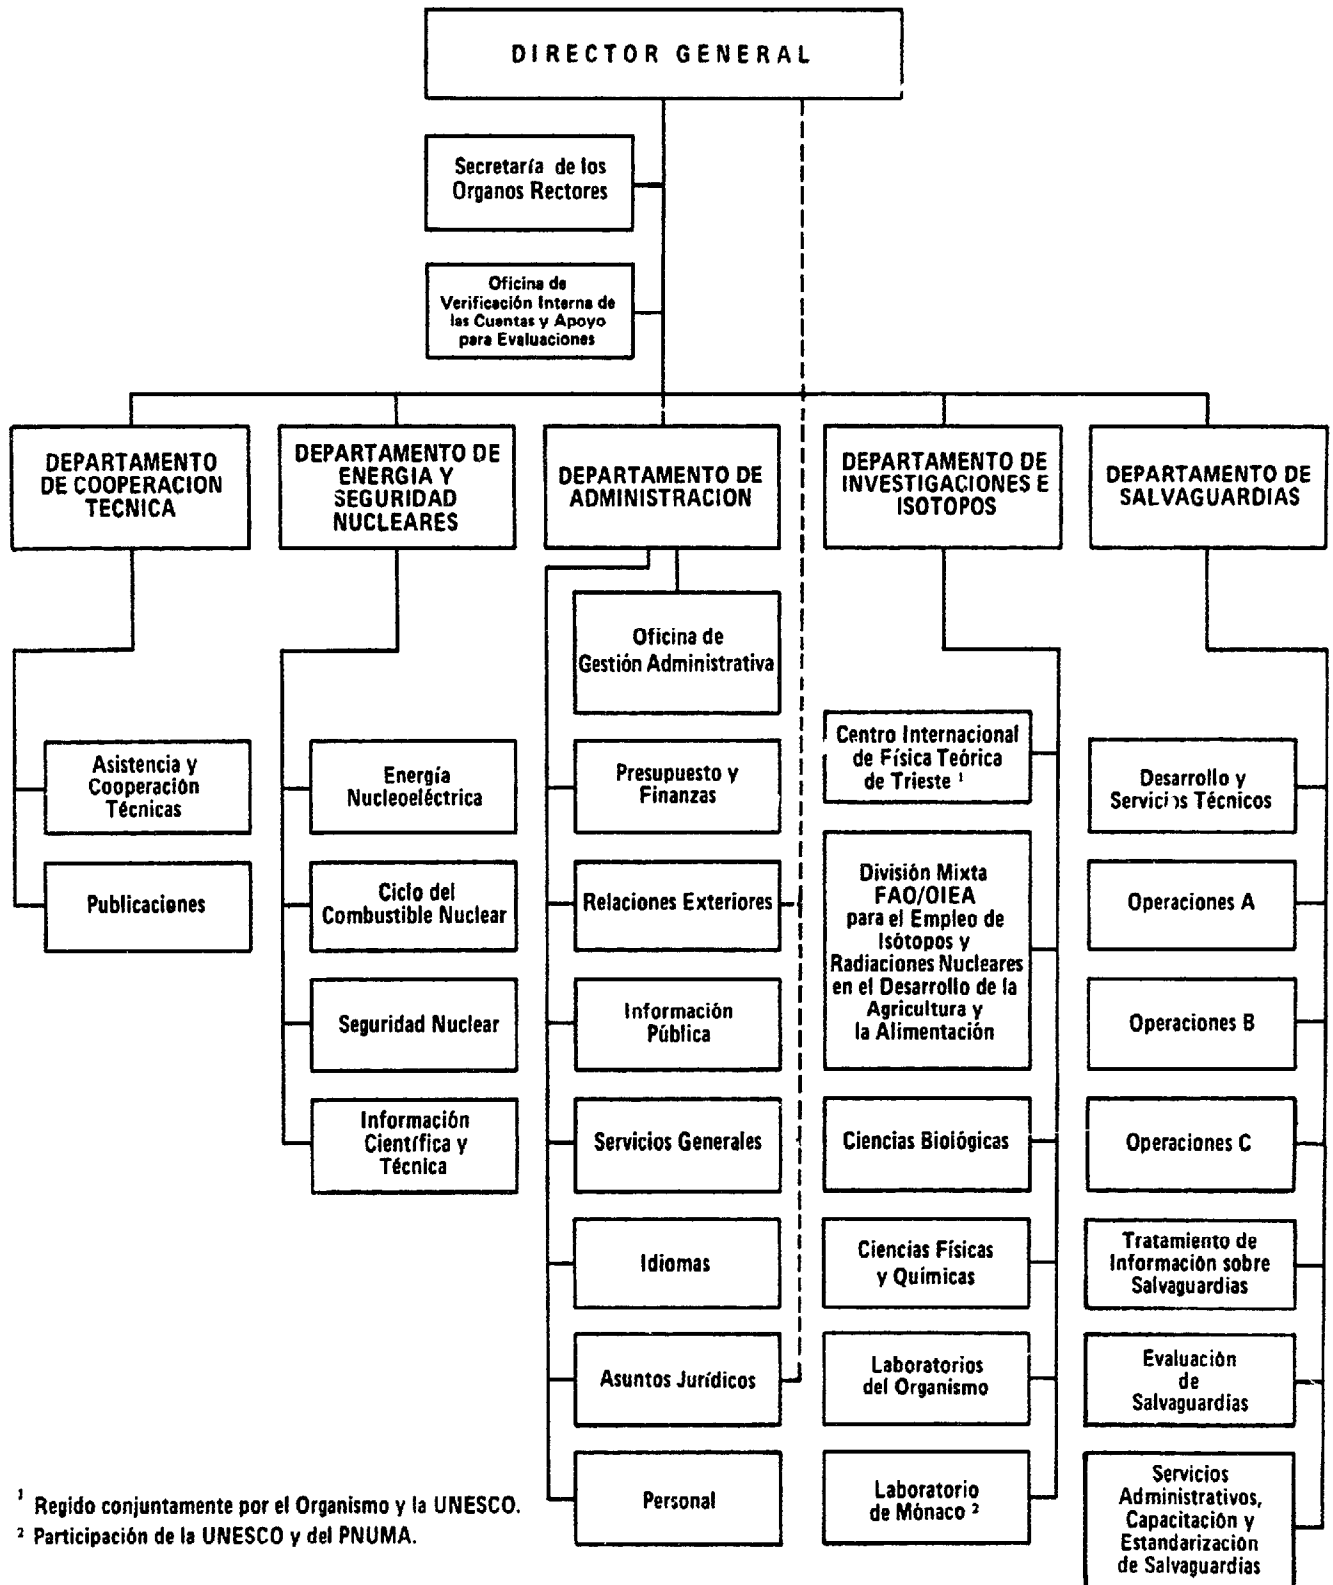 DIRECTOR GENERAL
Secretaría de los
Organos Rectores
Oficina de
Verificación Interna de
las Cuentas y Apoyo
para Evaluaciones
DEPARTAMENTO
DE COOPERACION
TECNICA
DEPARTAMENTO DE
ENERGIA Y
SEGURIDAD
NUCLEARES
DEPARTAMENTO DE
ADMINISTRACION
DEPARTAMENTO DE
INVESTIGACIONES E
ISOTOPOS
DEPARTAMENTO DE
SALVAGUARDIAS
Asistencia y
Cooperación
Técnicas
Publicaciones
Energía
Nucleoeléctrica
Ciclo del
Combustible Nuclear
Seguridad Nuclear
Información
Científica y
Técnica
Oficina de
Gestión Administrativa
Presupuesto y
Finanzas
Relaciones Exteriores
Información
Pública
Servicios Generales
Idiomas
Asuntos Jurídicos
Personal
Centro Internacional
de Física Teórica
de Trieste ¹
División Mixta
FAO/OIEA
para el Empleo de
Isótopos y
Radiaciones Nucleares
en el Desarrollo de la
Agricultura y
la Alimentación
Ciencias Biológicas
Ciencias Físicas
y Químicas
Laboratorios
del Organismo
Laboratorio
de Mónaco ²
Desarrollo y
Servicios Técnicos
Operaciones A
Operaciones B
Operaciones C
Tratamiento de
Información sobre
Salvaguardias
Evaluación
de
Salvaguardias
Servicios
Administrativos,
Capacitación y
Estandarización
de Salvaguardias
¹ Regido conjuntamente por el Organismo y la UNESCO.
² Participación de la UNESCO y del PNUMA.